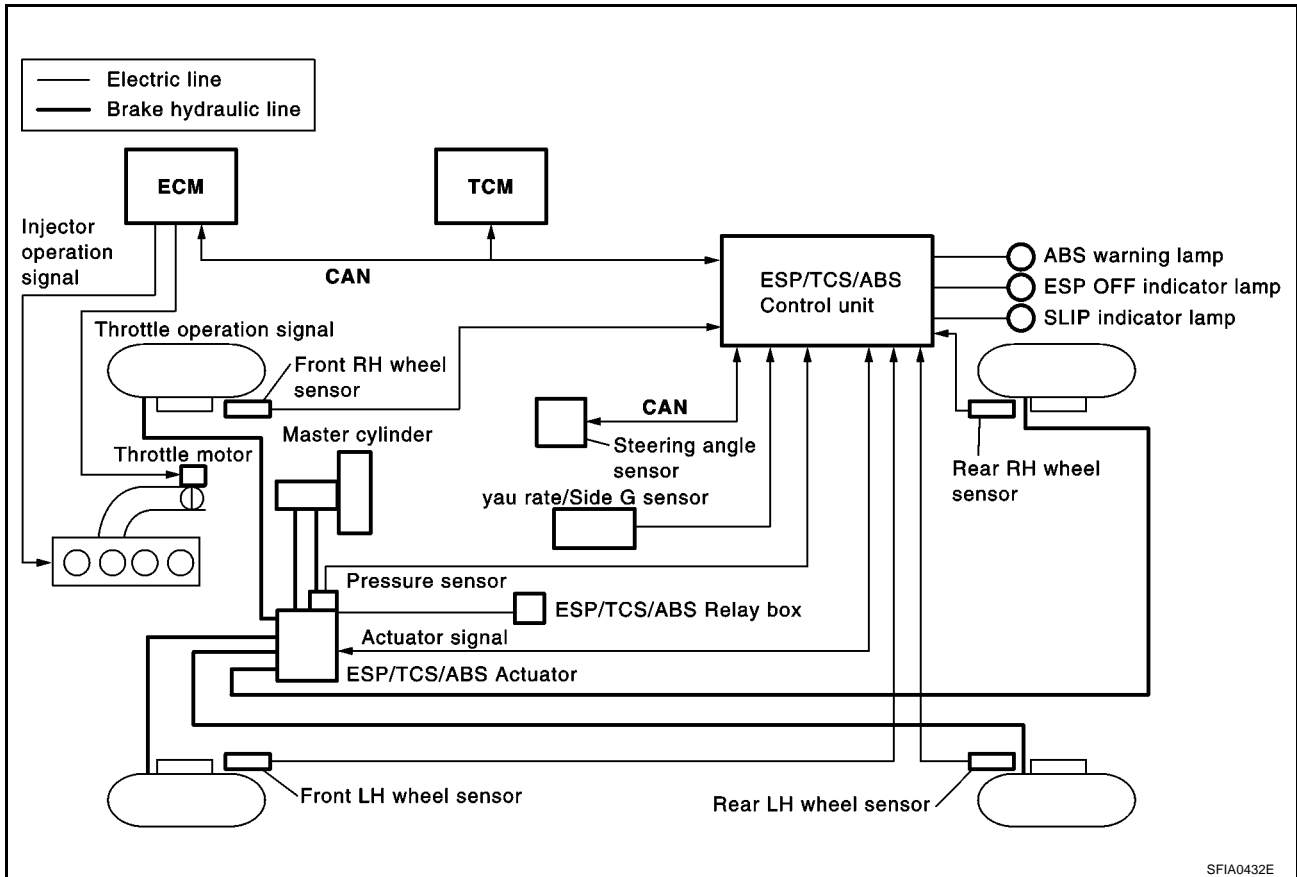 Electric line
Brake hydraulic line
ECM
TCM
Injector
operation
signal
CAN
ESP/TCS/ABS
Control unit
ABS warning lamp
ESP OFF indicator lamp
SLIP indicator lamp
Throttle operation signal
Front RH wheel
sensor
CAN
Steering angle
sensor
Master cylinder
Throttle motor
Rear RH wheel
sensor
yau rate/Side G sensor
Pressure sensor
ESP/TCS/ABS Relay box
Actuator signal
ESP/TCS/ABS Actuator
Front LH wheel sensor
Rear LH wheel sensor
SFIA0432E